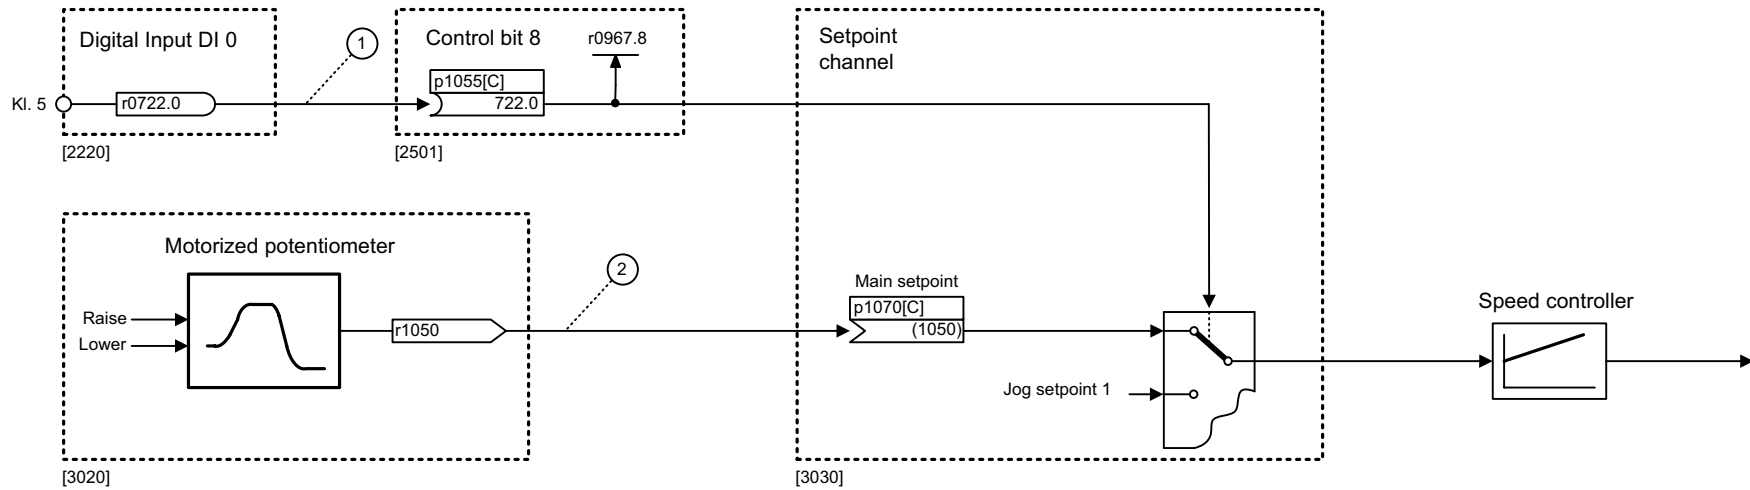 Digital Input DI 0
1
Control bit 8
r0967.8
Setpoint
channel
p1055[C]
Kl. 5
r0722.0
722.0
[2220]
[2501]
Motorized potentiometer
2
Main setpoint
Speed controller
p1070[C]
Raise
r1050
(1050)
Lower
Jog setpoint 1
[3020]
[3030]